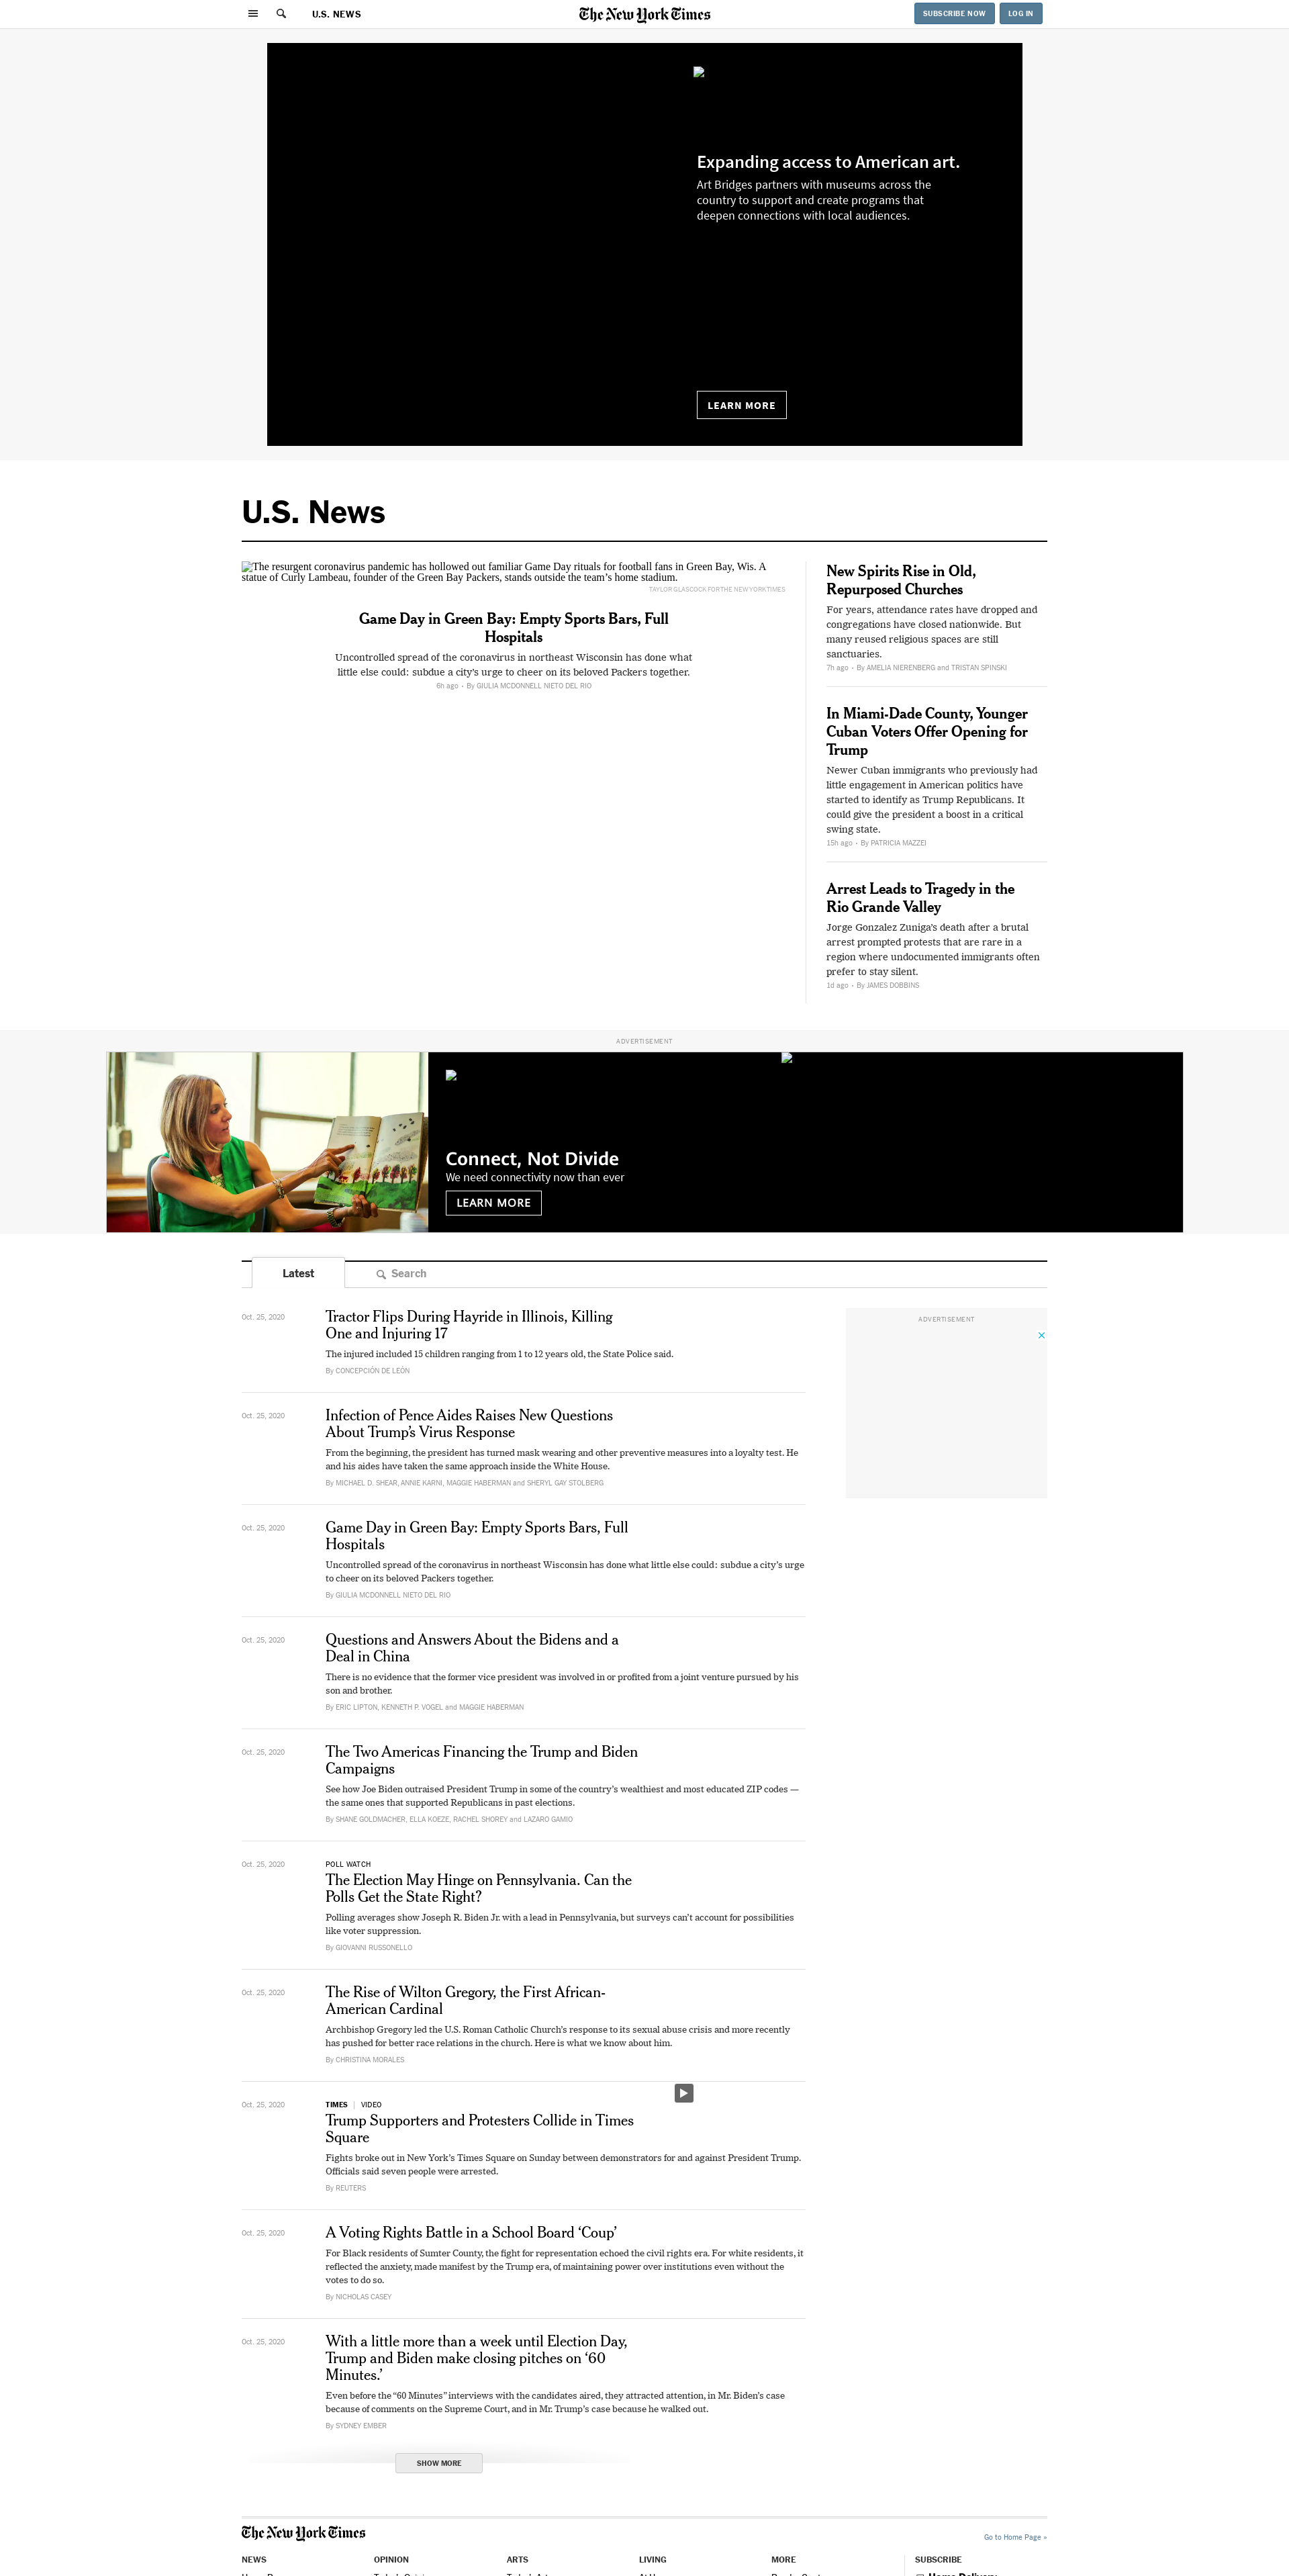 U.S. NEWS
The New York Times
SUBSCRIBE NOW
LOG IN
Expanding access to American art.
Art Bridges partners with museums across the
country to support and create programs that
deepen connections with local audiences.
LEARN MORE
U.S. News
The resurgent coronavirus pandemic has hollowed out familiar Game Day rituals for football fans in Green Bay, Wis. A
statue of Curly Lambeau, founder of the Green Bay Packers, stands outside the team’s home stadium.
TAYLOR GLASCOCK FOR THE NEW YORK TIMES
Game Day in Green Bay: Empty Sports Bars, Full
Hospitals
Uncontrolled spread of the coronavirus in northeast Wisconsin has done what
little else could: subdue a city’s urge to cheer on its beloved Packers together.
6h ago • By GIULIA MCDONNELL NIETO DEL RIO
New Spirits Rise in Old,
Repurposed Churches
For years, attendance rates have dropped and
congregations have closed nationwide. But
many reused religious spaces are still
sanctuaries.
7h ago • By AMELIA NIERENBERG and TRISTAN SPINSKI
In Miami-Dade County, Younger
Cuban Voters Offer Opening for
Trump
Newer Cuban immigrants who previously had
little engagement in American politics have
started to identify as Trump Republicans. It
could give the president a boost in a critical
swing state.
15h ago • By PATRICIA MAZZEI
Arrest Leads to Tragedy in the
Rio Grande Valley
Jorge Gonzalez Zuniga’s death after a brutal
arrest prompted protests that are rare in a
region where undocumented immigrants often
prefer to stay silent.
1d ago • By JAMES DOBBINS
ADVERTISEMENT
Connect, Not Divide
We need connectivity now than ever
LEARN MORE
Latest
Search
Oct. 25, 2020
Tractor Flips During Hayride in Illinois, Killing
One and Injuring 17
The injured included 15 children ranging from 1 to 12 years old, the State Police said.
By CONCEPCIÓN DE LEÓN
ADVERTISEMENT
Oct. 25, 2020
Infection of Pence Aides Raises New Questions
About Trump’s Virus Response
From the beginning, the president has turned mask wearing and other preventive measures into a loyalty test. He
and his aides have taken the same approach inside the White House.
By MICHAEL D. SHEAR, ANNIE KARNI, MAGGIE HABERMAN and SHERYL GAY STOLBERG
Oct. 25, 2020
Game Day in Green Bay: Empty Sports Bars, Full
Hospitals
Uncontrolled spread of the coronavirus in northeast Wisconsin has done what little else could: subdue a city’s urge
to cheer on its beloved Packers together.
By GIULIA MCDONNELL NIETO DEL RIO
Oct. 25, 2020
Questions and Answers About the Bidens and a
Deal in China
There is no evidence that the former vice president was involved in or profited from a joint venture pursued by his
son and brother.
By ERIC LIPTON, KENNETH P. VOGEL and MAGGIE HABERMAN
Oct. 25, 2020
The Two Americas Financing the Trump and Biden
Campaigns
See how Joe Biden outraised President Trump in some of the country’s wealthiest and most educated ZIP codes —
the same ones that supported Republicans in past elections.
By SHANE GOLDMACHER, ELLA KOEZE, RACHEL SHOREY and LAZARO GAMIO
Oct. 25, 2020
POLL WATCH
The Election May Hinge on Pennsylvania. Can the
Polls Get the State Right?
Polling averages show Joseph R. Biden Jr. with a lead in Pennsylvania, but surveys can’t account for possibilities
like voter suppression.
By GIOVANNI RUSSONELLO
Oct. 25, 2020
The Rise of Wilton Gregory, the First African-
American Cardinal
Archbishop Gregory led the U.S. Roman Catholic Church’s response to its sexual abuse crisis and more recently
has pushed for better race relations in the church. Here is what we know about him.
By CHRISTINA MORALES
Oct. 25, 2020
TIMES | VIDEO
Trump Supporters and Protesters Collide in Times
Square
Fights broke out in New York’s Times Square on Sunday between demonstrators for and against President Trump.
Officials said seven people were arrested.
By REUTERS
Oct. 25, 2020
A Voting Rights Battle in a School Board ‘Coup’
For Black residents of Sumter County, the fight for representation echoed the civil rights era. For white residents, it
reflected the anxiety, made manifest by the Trump era, of maintaining power over institutions even without the
votes to do so.
By NICHOLAS CASEY
Oct. 25, 2020
With a little more than a week until Election Day,
Trump and Biden make closing pitches on ‘60
Minutes.’
Even before the “60 Minutes” interviews with the candidates aired, they attracted attention, in Mr. Biden’s case
because of comments on the Supreme Court, and in Mr. Trump’s case because he walked out.
By SYDNEY EMBER
SHOW MORE
The New York Times
Go to Home Page »
NEWS
OPINION
ARTS
LIVING
MORE
SUBSCRIBE